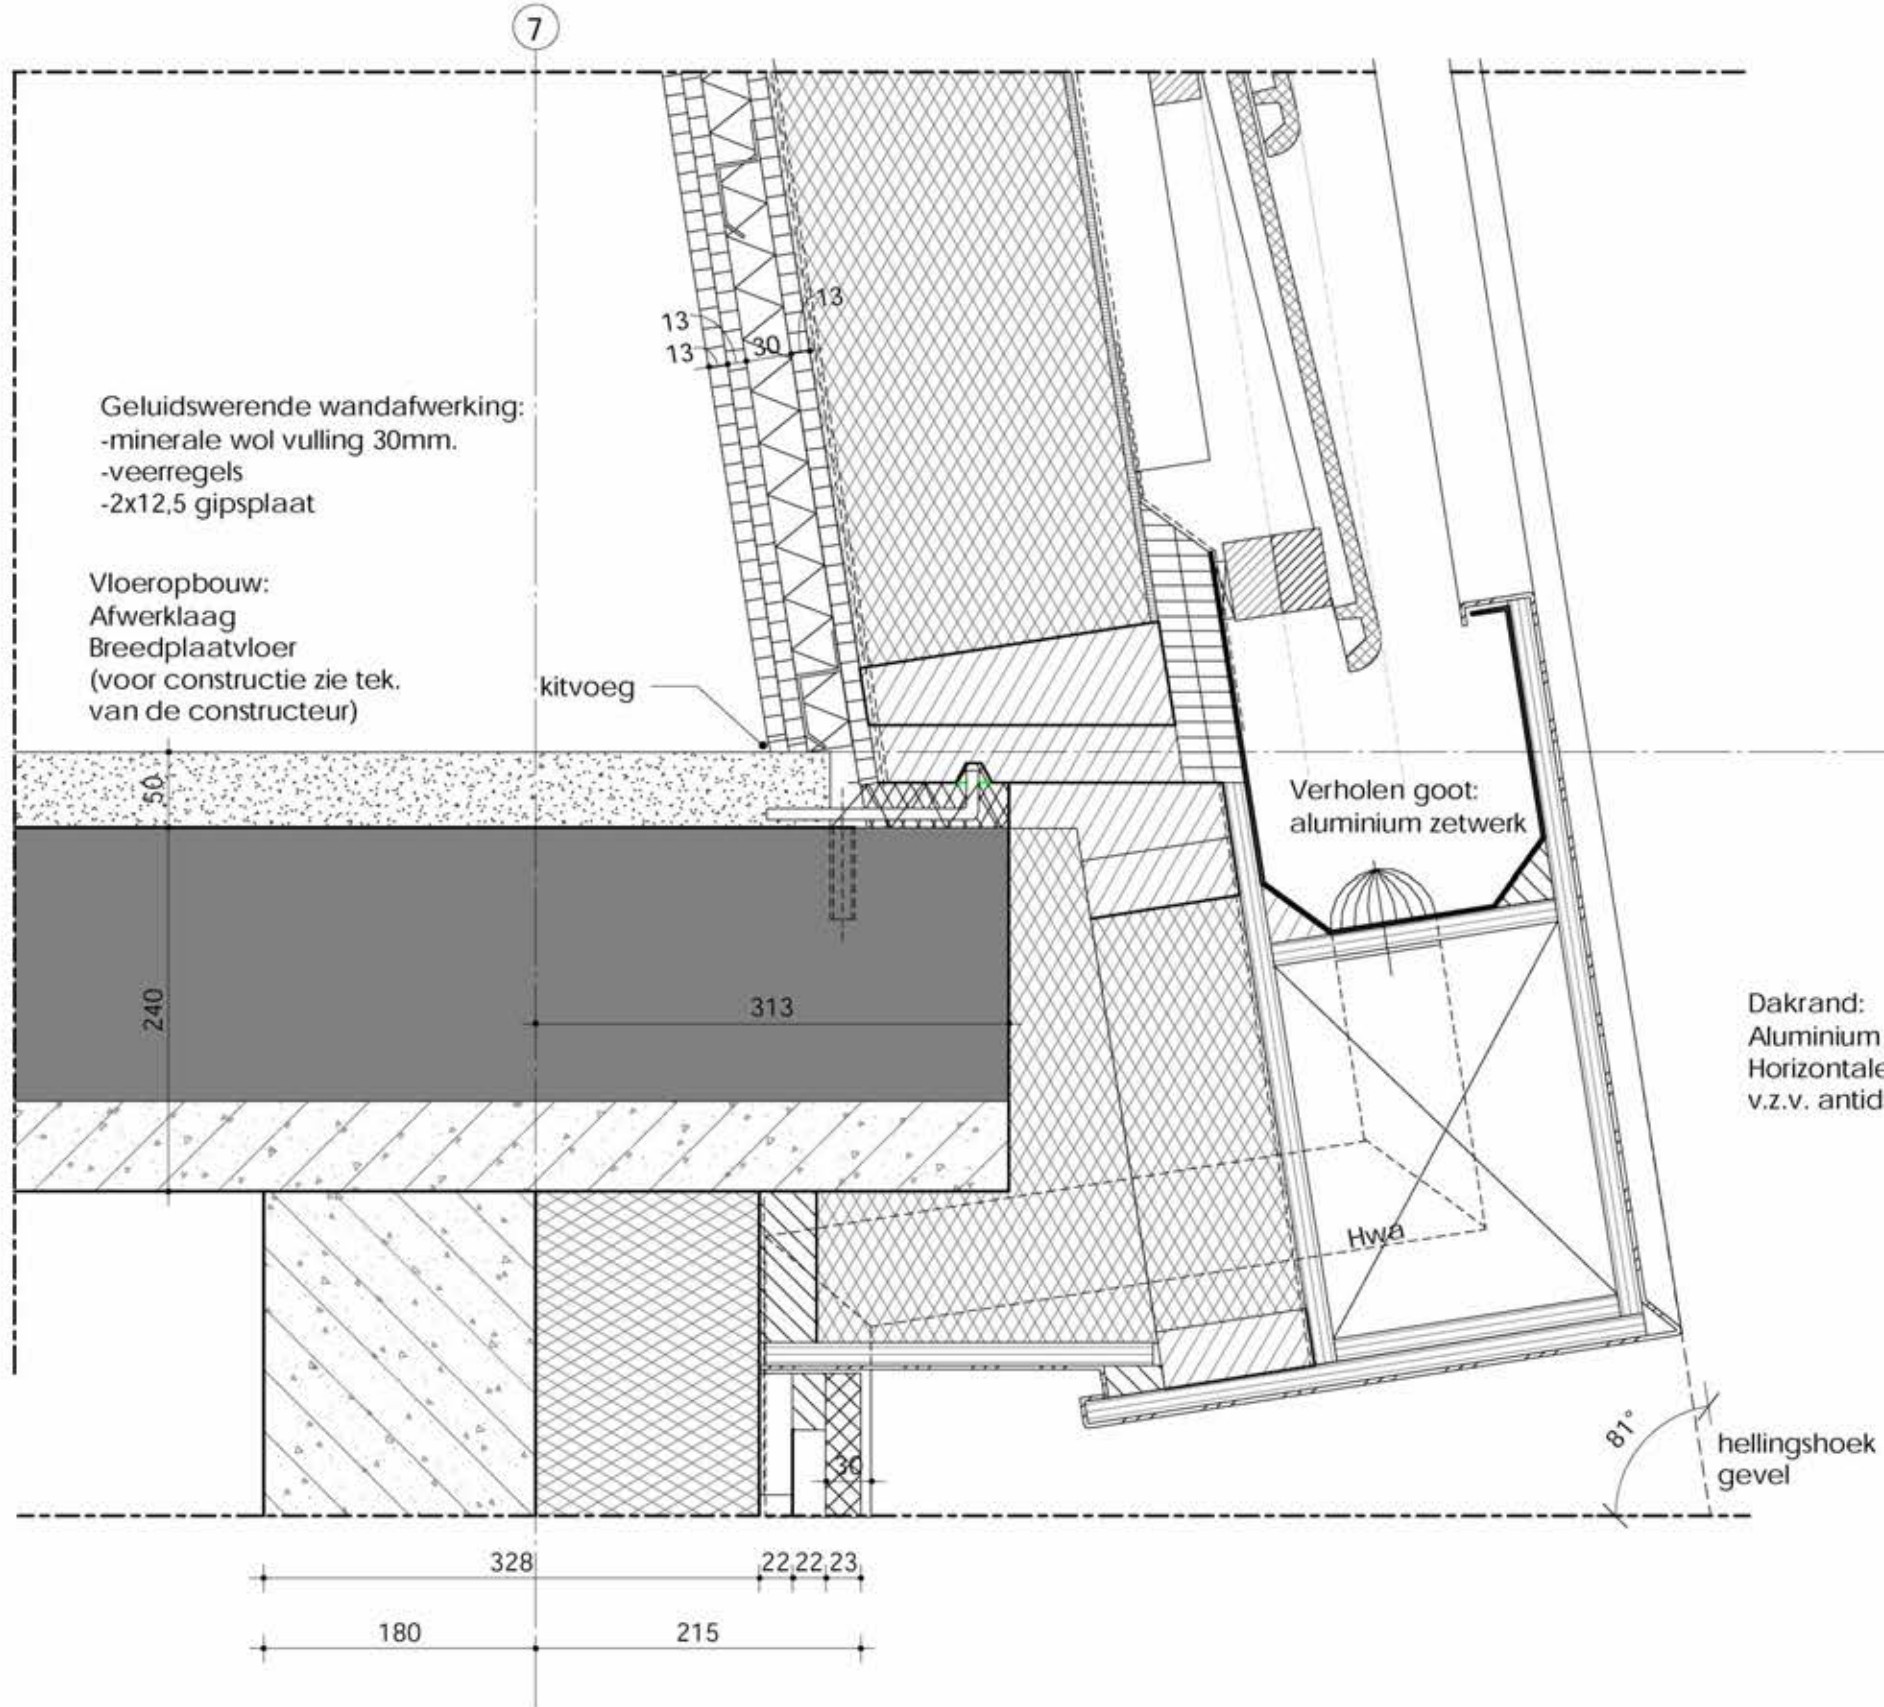 7
13
13
13
30
Geluidswerende wandafwerking:
-minerale wol vulling 30mm.
-veerregels
-2x12,5 gipsplaat
Vloeropbouw:
Afwerklaag
Breedplaatvloer
(voor constructie zie tek.
van de constructeur)
kitvoeg
50
Verholen goot:
aluminium zetwerk
240
313
Dakrand:
Aluminium
Horizontale
v.z.v. antid
Hwa
81°
hellingshoek
gevel
30
328
22
22
23
180
215